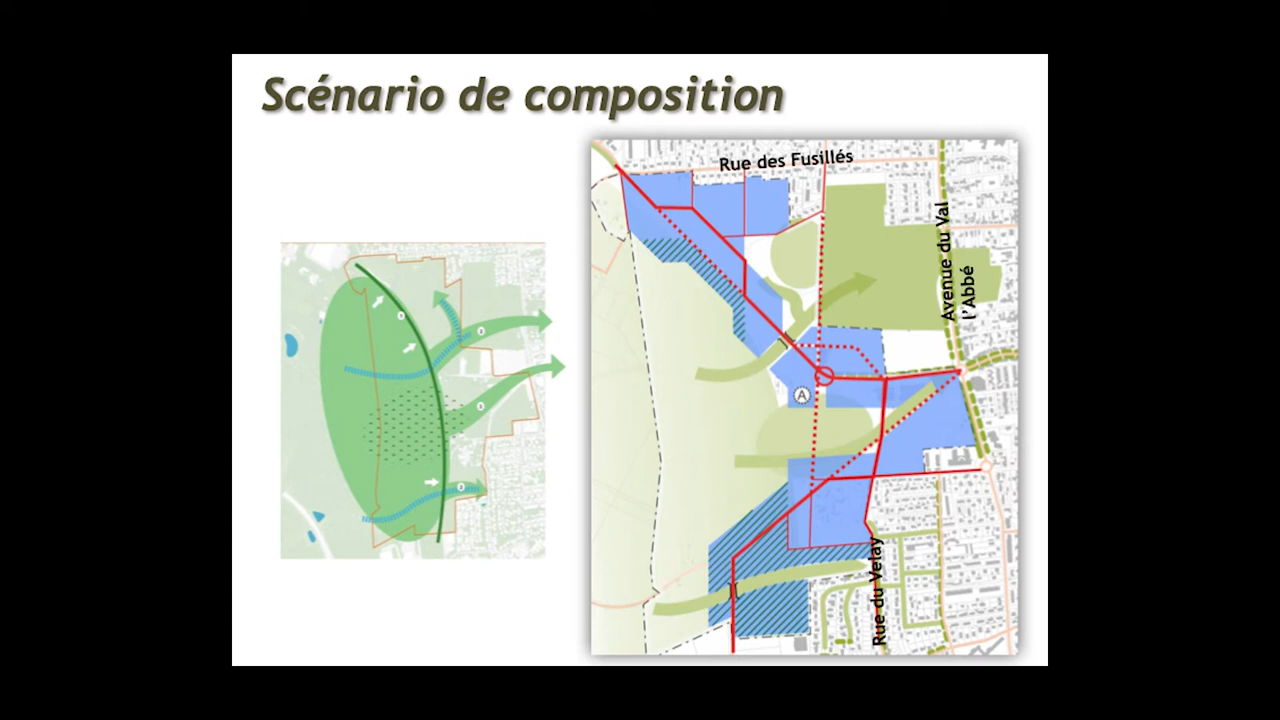 Scénario de composition
Rue des Fusillés
Avenue du Val
l'Abbé
A
Rue du Velay